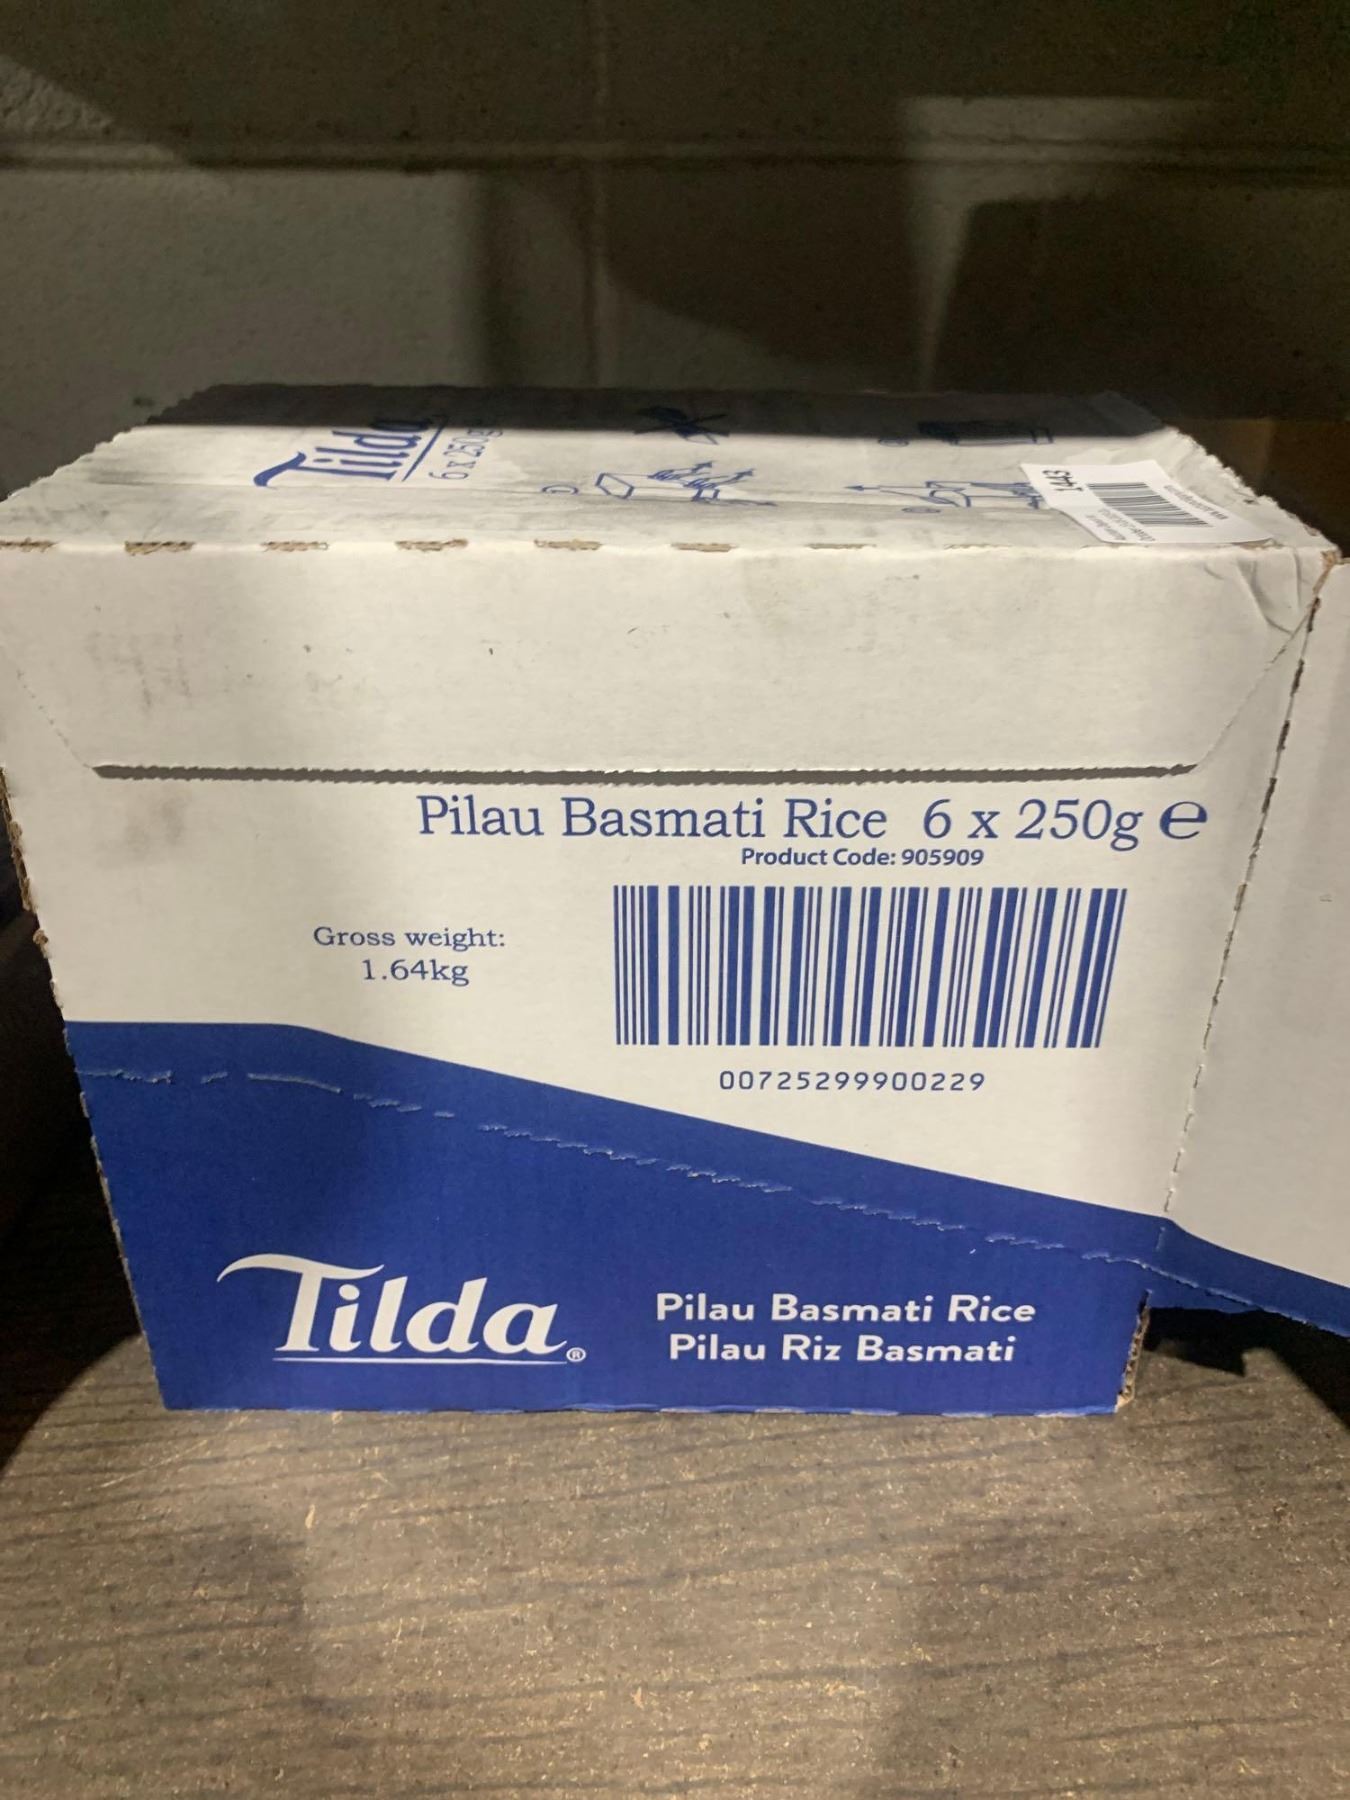 Tilda
6 x 250g
1443
Pilau Basmati Rice 6 x 250g ℮
Product Code: 905909
Gross weight:
1.64kg
00725299900229
Tilda®
Pilau Basmati Rice
Pilau Riz Basmati